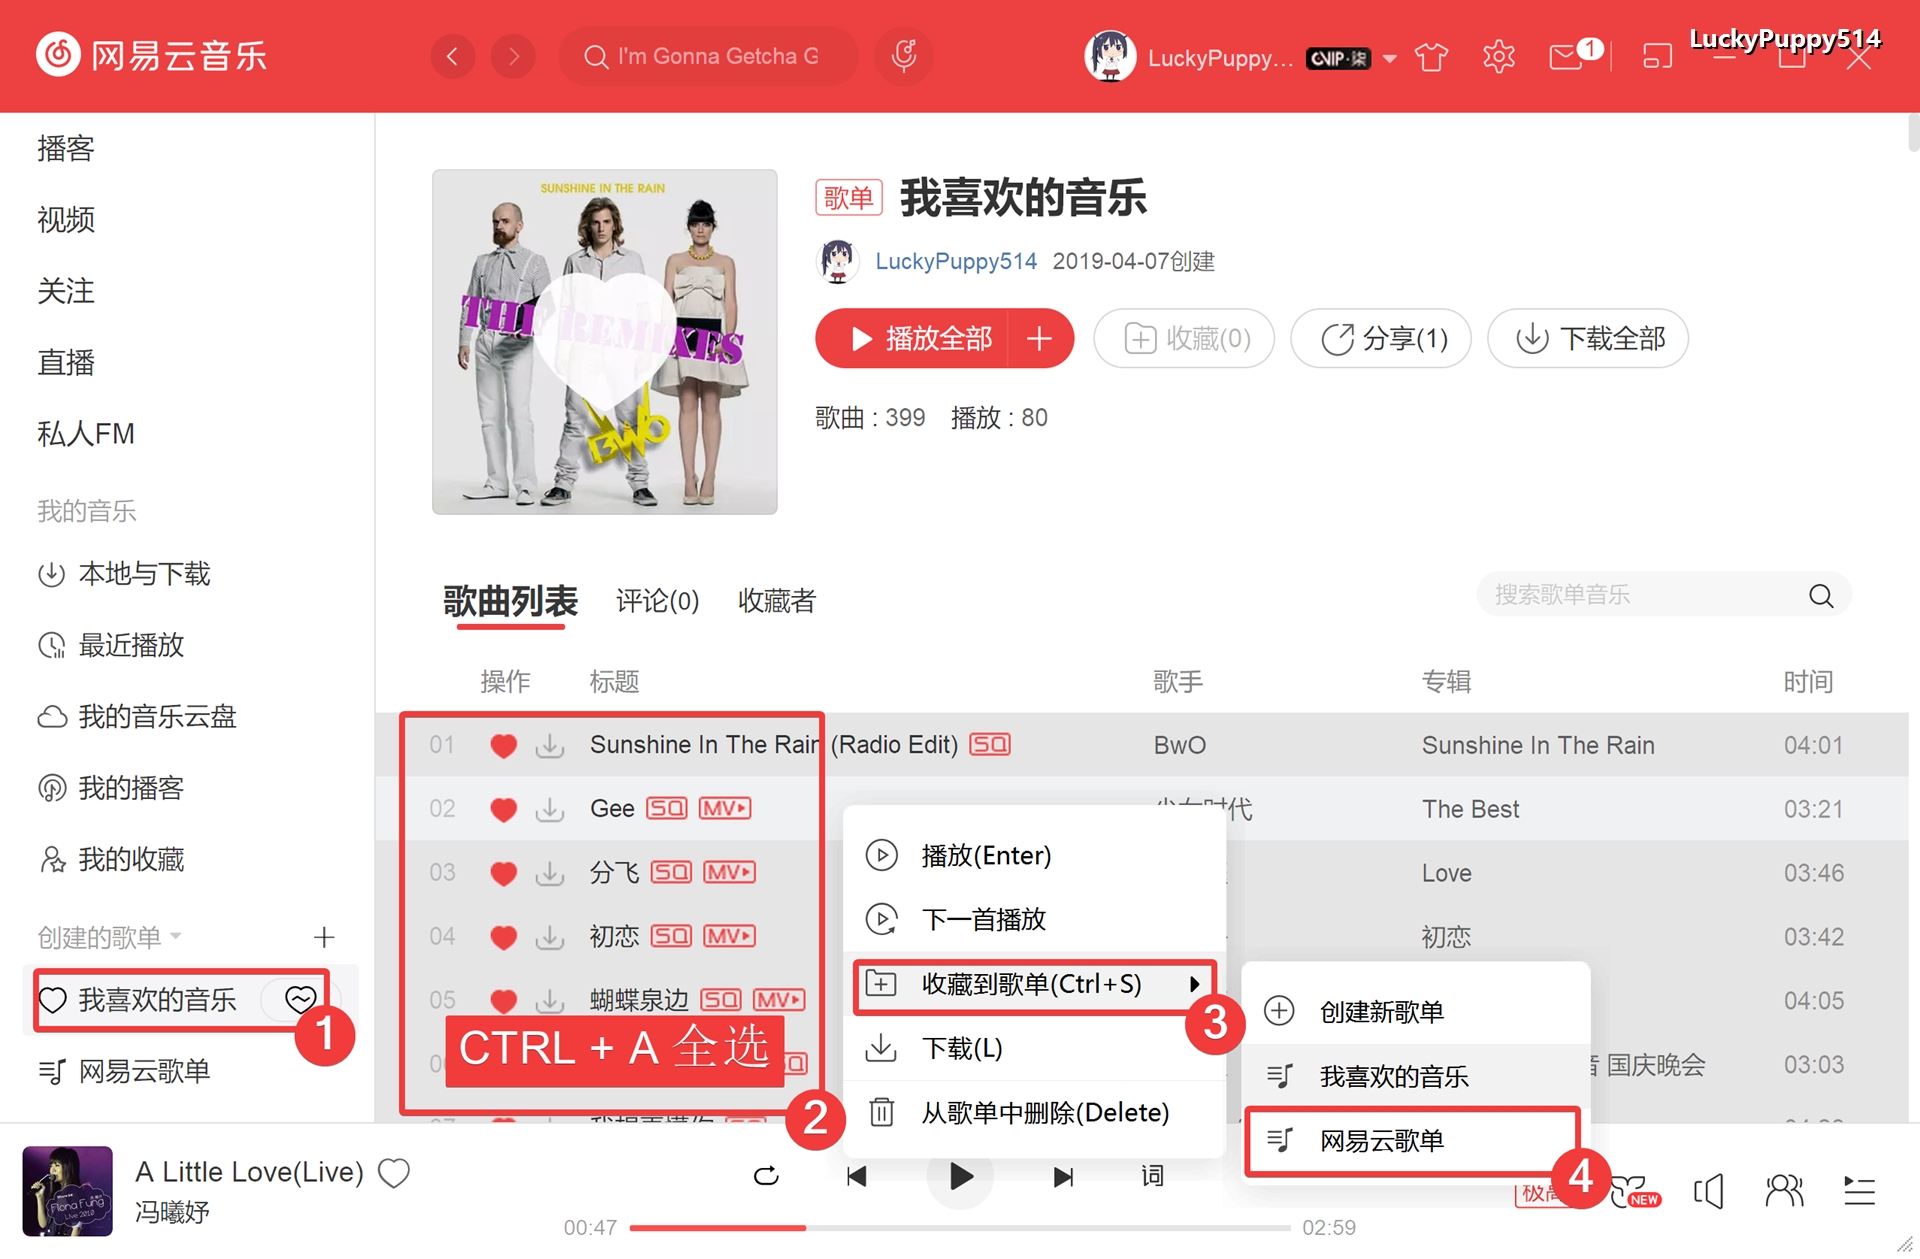 网易云音乐
I'm Gonna Getcha G
LuckyPuppy...
CVIP·柒
1
LuckyPuppy514
播客
视频
关注
直播
私人FM
我的音乐
本地与下载
最近播放
我的音乐云盘
我的播客
我的收藏
创建的歌单
我喜欢的音乐
1
网易云歌单
SUNSHINE IN THE RAIN
THE REMIXES
BWO
歌单 我喜欢的音乐
LuckyPuppy514 2019-04-07创建
播放全部 收藏(0) 分享(1) 下载全部
歌曲 : 399 播放 : 80
歌曲列表 评论(0) 收藏者
搜索歌单音乐
操作 标题 歌手 专辑 时间
01 Sunshine In The Rain (Radio Edit) SQ BwO Sunshine In The Rain 04:01
02 Gee SQ MV 少女时代 The Best 03:21
03 分飞 SQ MV Love 03:46
04 初恋 SQ MV 初恋 03:42
05 蝴蝶泉边 SQ MV 04:05
国庆晚会 03:03
CTRL + A 全选
2
播放(Enter)
下一首播放
收藏到歌单(Ctrl+S)
3
下载(L)
从歌单中删除(Delete)
创建新歌单
我喜欢的音乐
网易云歌单
4
A Little Love(Live)
冯曦妤
Fiona Fung
Live 2010
词
00:47
02:59
极高
NEW